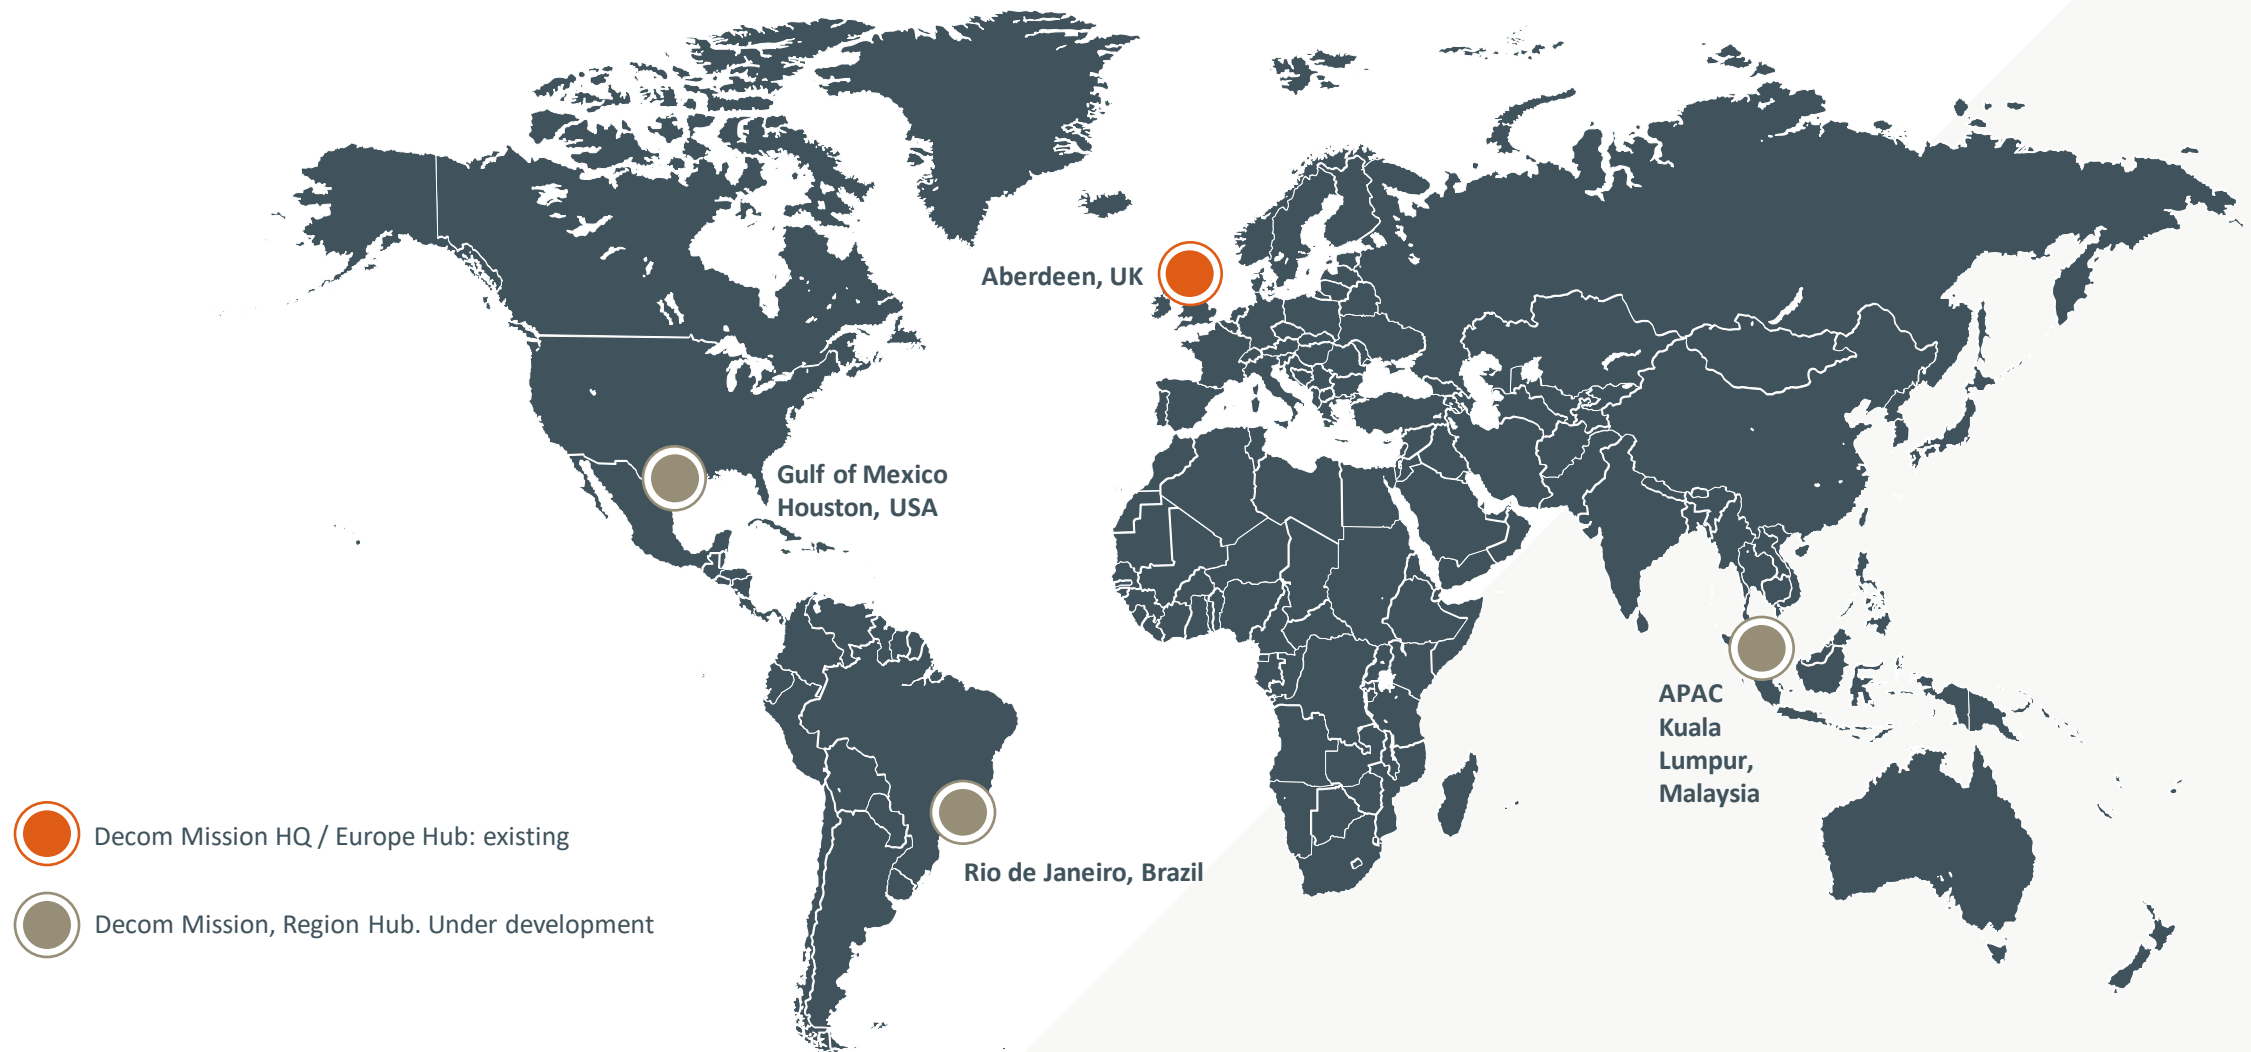 Aberdeen, UK
Gulf of Mexico
Houston, USA
APAC
Kuala
Lumpur,
Malaysia
Decom Mission HQ / Europe Hub: existing
Rio de Janeiro, Brazil
Decom Mission, Region Hub. Under development